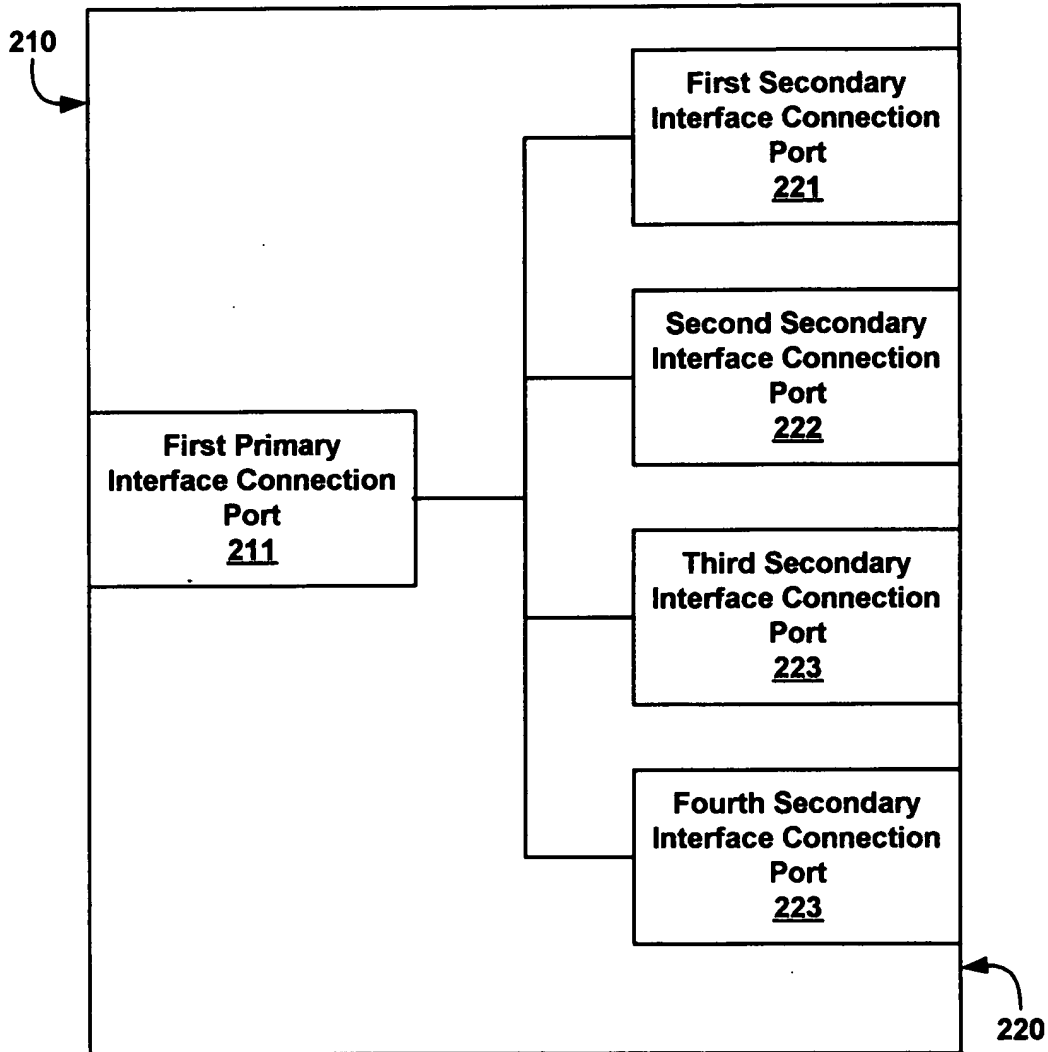 210
First Secondary
Interface Connection
Port
221
Second Secondary
Interface Connection
Port
222
First Primary
Interface Connection
Port
211
Third Secondary
Interface Connection
Port
223
Fourth Secondary
Interface Connection
Port
223
220